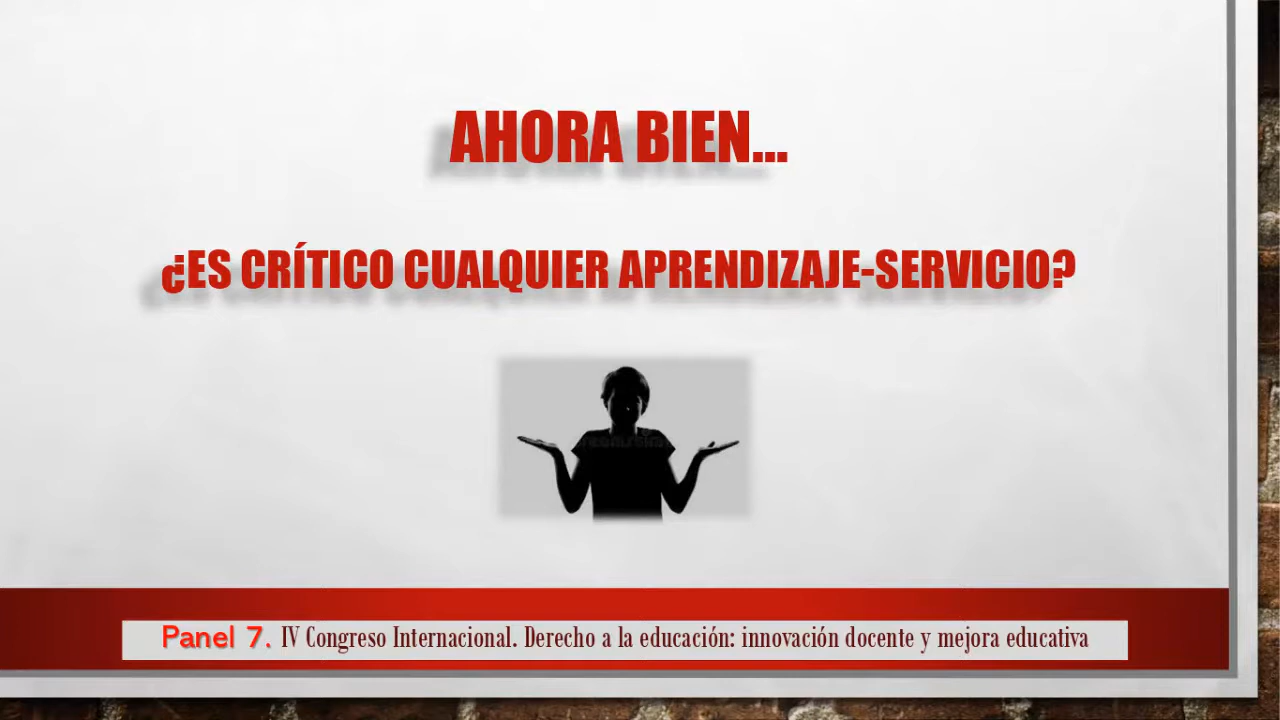 AHORA BIEN...
¿ES CRÍTICO CUALQUIER APRENDIZAJE-SERVICIO?
Panel 7. IV Congreso Internacional. Derecho a la educación: innovación docente y mejora educativa